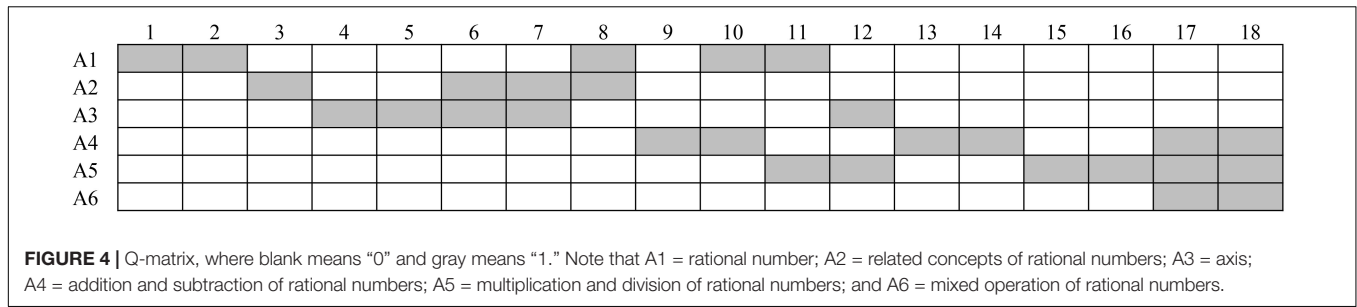 1 2 3 4 5 6 7 8 9 10 11 12 13 14 15 16 17 18
A1
A2
A3
A4
A5
A6
FIGURE 4 | Q-matrix, where blank means “0” and gray means “1.” Note that A1 = rational number; A2 = related concepts of rational numbers; A3 = axis;
A4 = addition and subtraction of rational numbers; A5 = multiplication and division of rational numbers; and A6 = mixed operation of rational numbers.